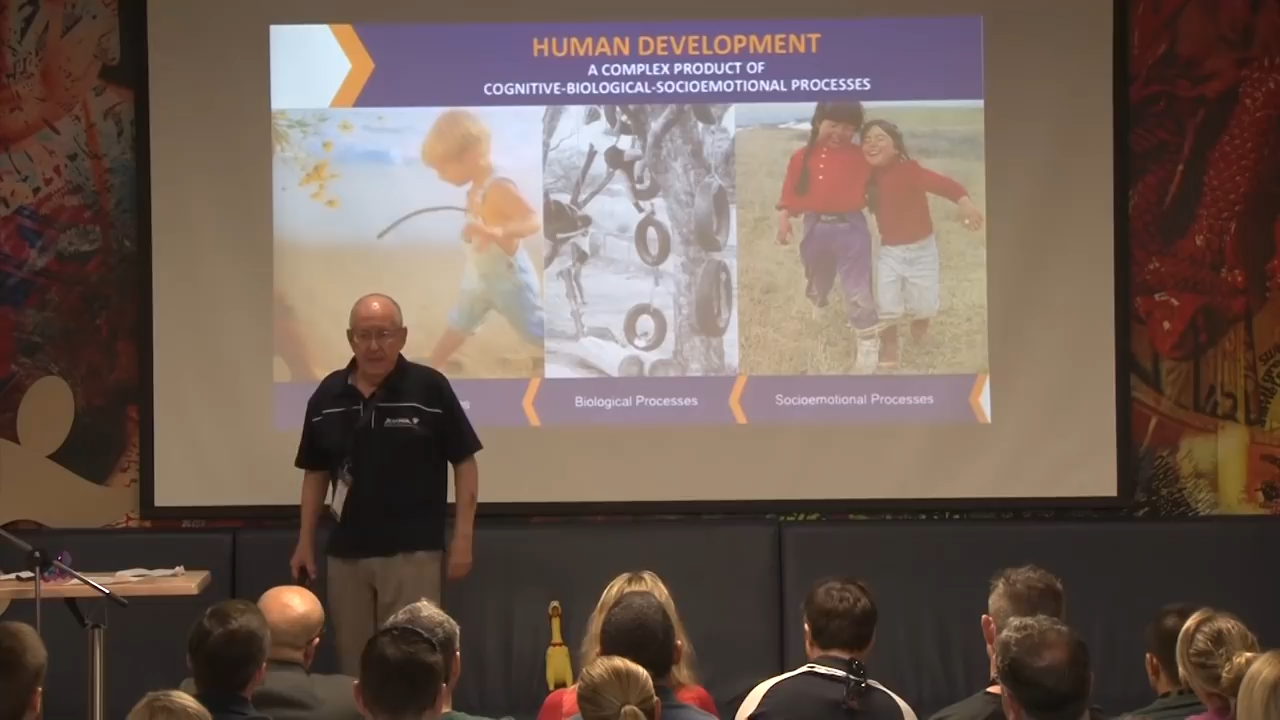 HUMAN DEVELOPMENT
A COMPLEX PRODUCT OF
COGNITIVE-BIOLOGICAL-SOCIOEMOTIONAL PROCESSES
Biological Processes
Socioemotional Processes